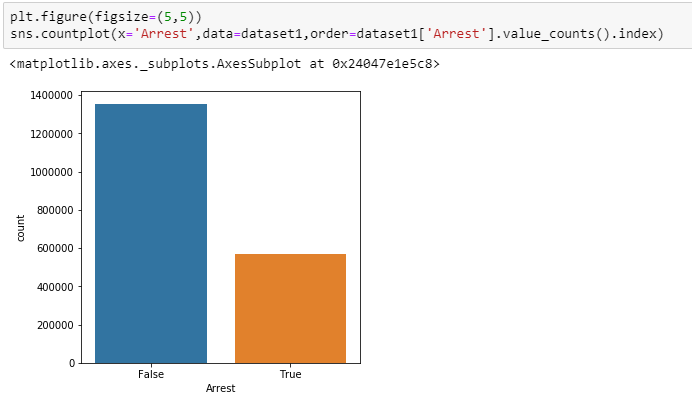 plt.figure(figsize=(5,5))
sns.countplot(x='Arrest',data=dataset1,order=dataset1['Arrest'].value_counts().index)
<matplotlib.axes._subplots.AxesSubplot at 0x24047e1e5c8>
1400000
1200000
1000000
800000
600000
400000
200000
0
count
False True
Arrest